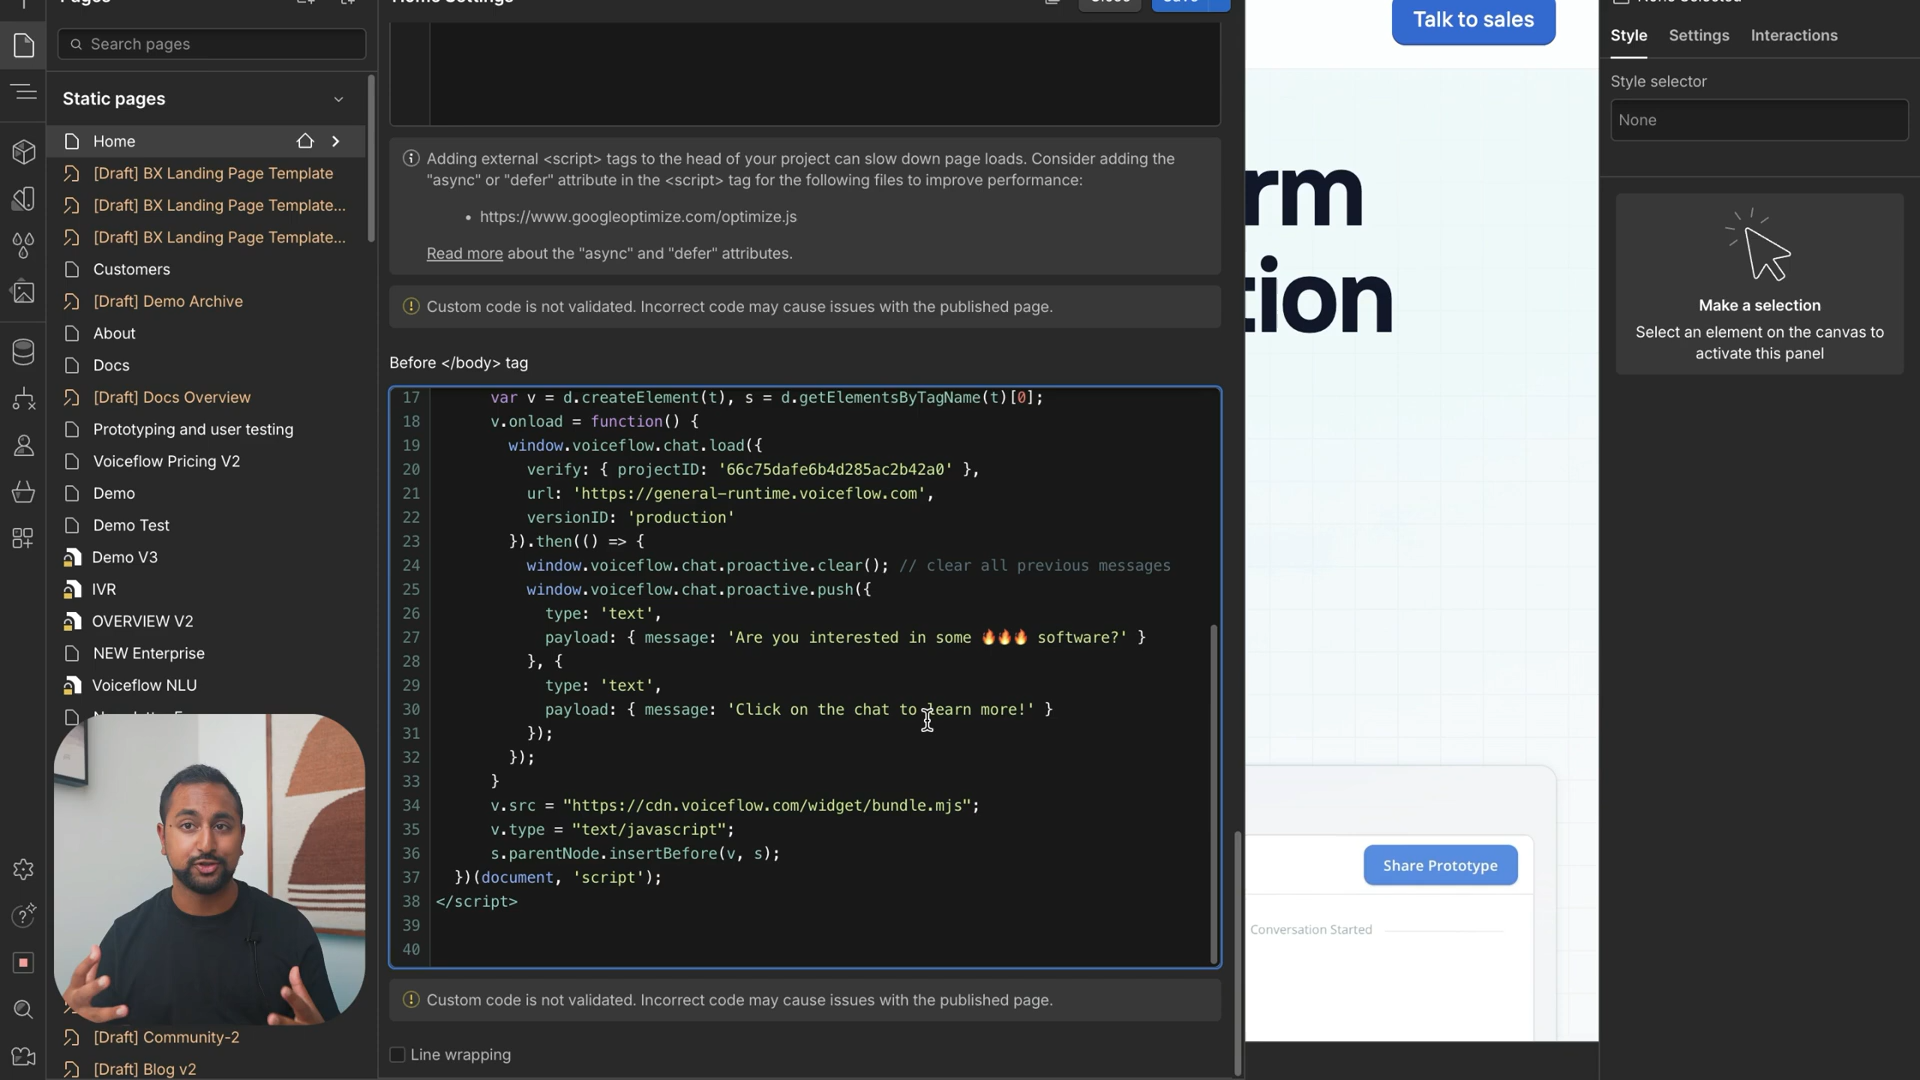 Pages
Home Settings
Close
Save
Talk to sales
None Selected
Search pages
Style
Settings
Interactions
Static pages
Style selector
None
Home
[Draft] BX Landing Page Template
[Draft] BX Landing Page Template...
[Draft] BX Landing Page Template...
Customers
[Draft] Demo Archive
About
Docs
[Draft] Docs Overview
Prototyping and user testing
Voiceflow Pricing V2
Demo
Demo Test
Demo V3
IVR
OVERVIEW V2
NEW Enterprise
Voiceflow NLU
[Draft] Community-2
[Draft] Blog v2
Adding external <script> tags to the head of your project can slow down page loads. Consider adding the
"async" or "defer" attribute in the <script> tag for the following files to improve performance:
• https://www.googleoptimize.com/optimize.js
Read more about the "async" and "defer" attributes.
Custom code is not validated. Incorrect code may cause issues with the published page.
Before </body> tag
17 var v = d.createElement(t), s = d.getElementsByTagName(t)[0];
18 v.onload = function() {
19 window.voiceflow.chat.load({
20 verify: { projectID: '66c75dafe6b4d285ac2b42a0' },
21 url: 'https://general-runtime.voiceflow.com',
22 versionID: 'production'
23 }).then(() => {
24 window.voiceflow.chat.proactive.clear(); // clear all previous messages
25 window.voiceflow.chat.proactive.push({
26 type: 'text',
27 payload: { message: 'Are you interested in some 🔥🔥🔥 software?' }
28 }, {
29 type: 'text',
30 payload: { message: 'Click on the chat to learn more!' }
31 });
32 });
33 }
34 v.src = "https://cdn.voiceflow.com/widget/bundle.mjs";
35 v.type = "text/javascript";
36 s.parentNode.insertBefore(v, s);
37 })(document, 'script');
38 </script>
39
40
Custom code is not validated. Incorrect code may cause issues with the published page.
Line wrapping
rm
tion
Share Prototype
Conversation Started
Make a selection
Select an element on the canvas to
activate this panel